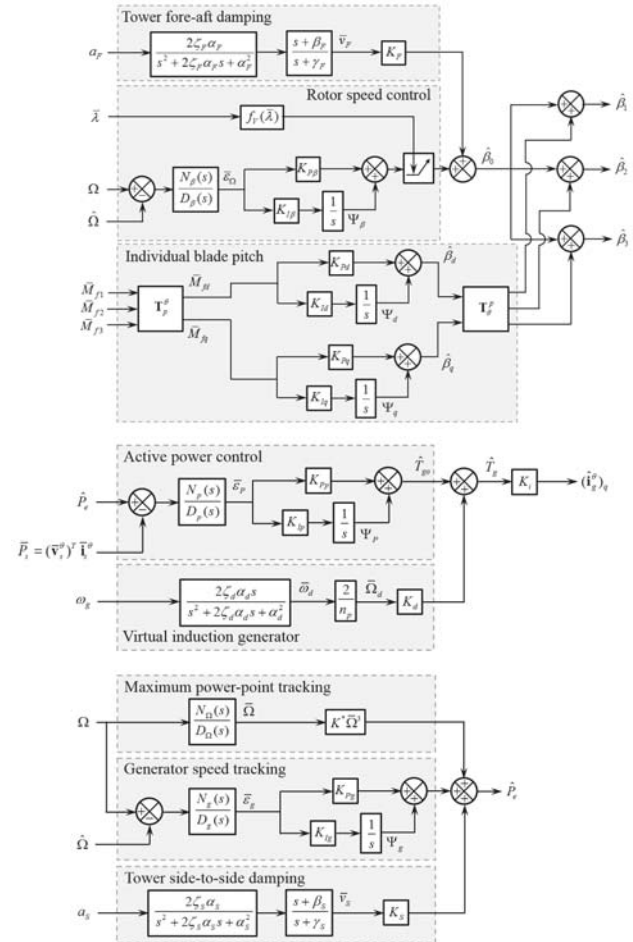 Tower fore-aft damping
a_F
2ζ_Fα_F
s² + 2ζ_Fα_F s + α_F²
s + β_F
s + γ_F
v̄_F
K_F
Rotor speed control
λ̄
f_V(λ̄)
Ω
Ω̂
N_β(s)
D_β(s)
ε̄_Ω
K_Pβ
K_Iβ
1
s
Ψ_β
β̂_0
β̂_1
β̂_2
β̂_3
Individual blade pitch
M̄_f1
M̄_f2
M̄_f3
T_p^θ
M̄_fd
M̄_fq
K_Pd
K_Id
1
s
Ψ_d
β̂_d
K_Pq
K_Iq
1
s
Ψ_q
β̂_q
T_θ^p
Active power control
P̂_e
P̄_s = (v̄_s^θ)^T ī_s^θ
N_p(s)
D_p(s)
ε̄_P
K_Pp
K_Ip
1
s
Ψ_P
T̂_g0
T̂_g
K_i
(î_g^θ)_q
ω_g
2ζ_dα_d s
s² + 2ζ_dα_d s + α_d²
ω̄_d
2
n_p
Ω̄_d
K_d
Virtual induction generator
Maximum power-point tracking
Ω
N_Ω(s)
D_Ω(s)
Ω̄
K*Ω̄³
Generator speed tracking
Ω̂
N_g(s)
D_g(s)
ε̄_g
K_Pg
K_Ig
1
s
Ψ_g
P̂_e
Tower side-to-side damping
a_S
2ζ_Sα_S
s² + 2ζ_Sα_S s + α_S²
s + β_S
s + γ_S
v̄_S
K_S